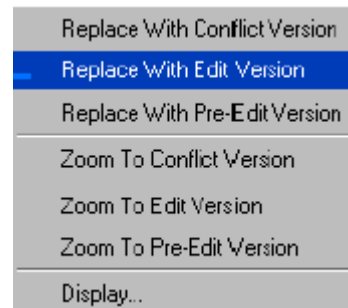 Replace With Conflict Version
Replace With Edit Version
Replace With Pre-Edit Version
Zoom To Conflict Version
Zoom To Edit Version
Zoom To Pre-Edit Version
Display...